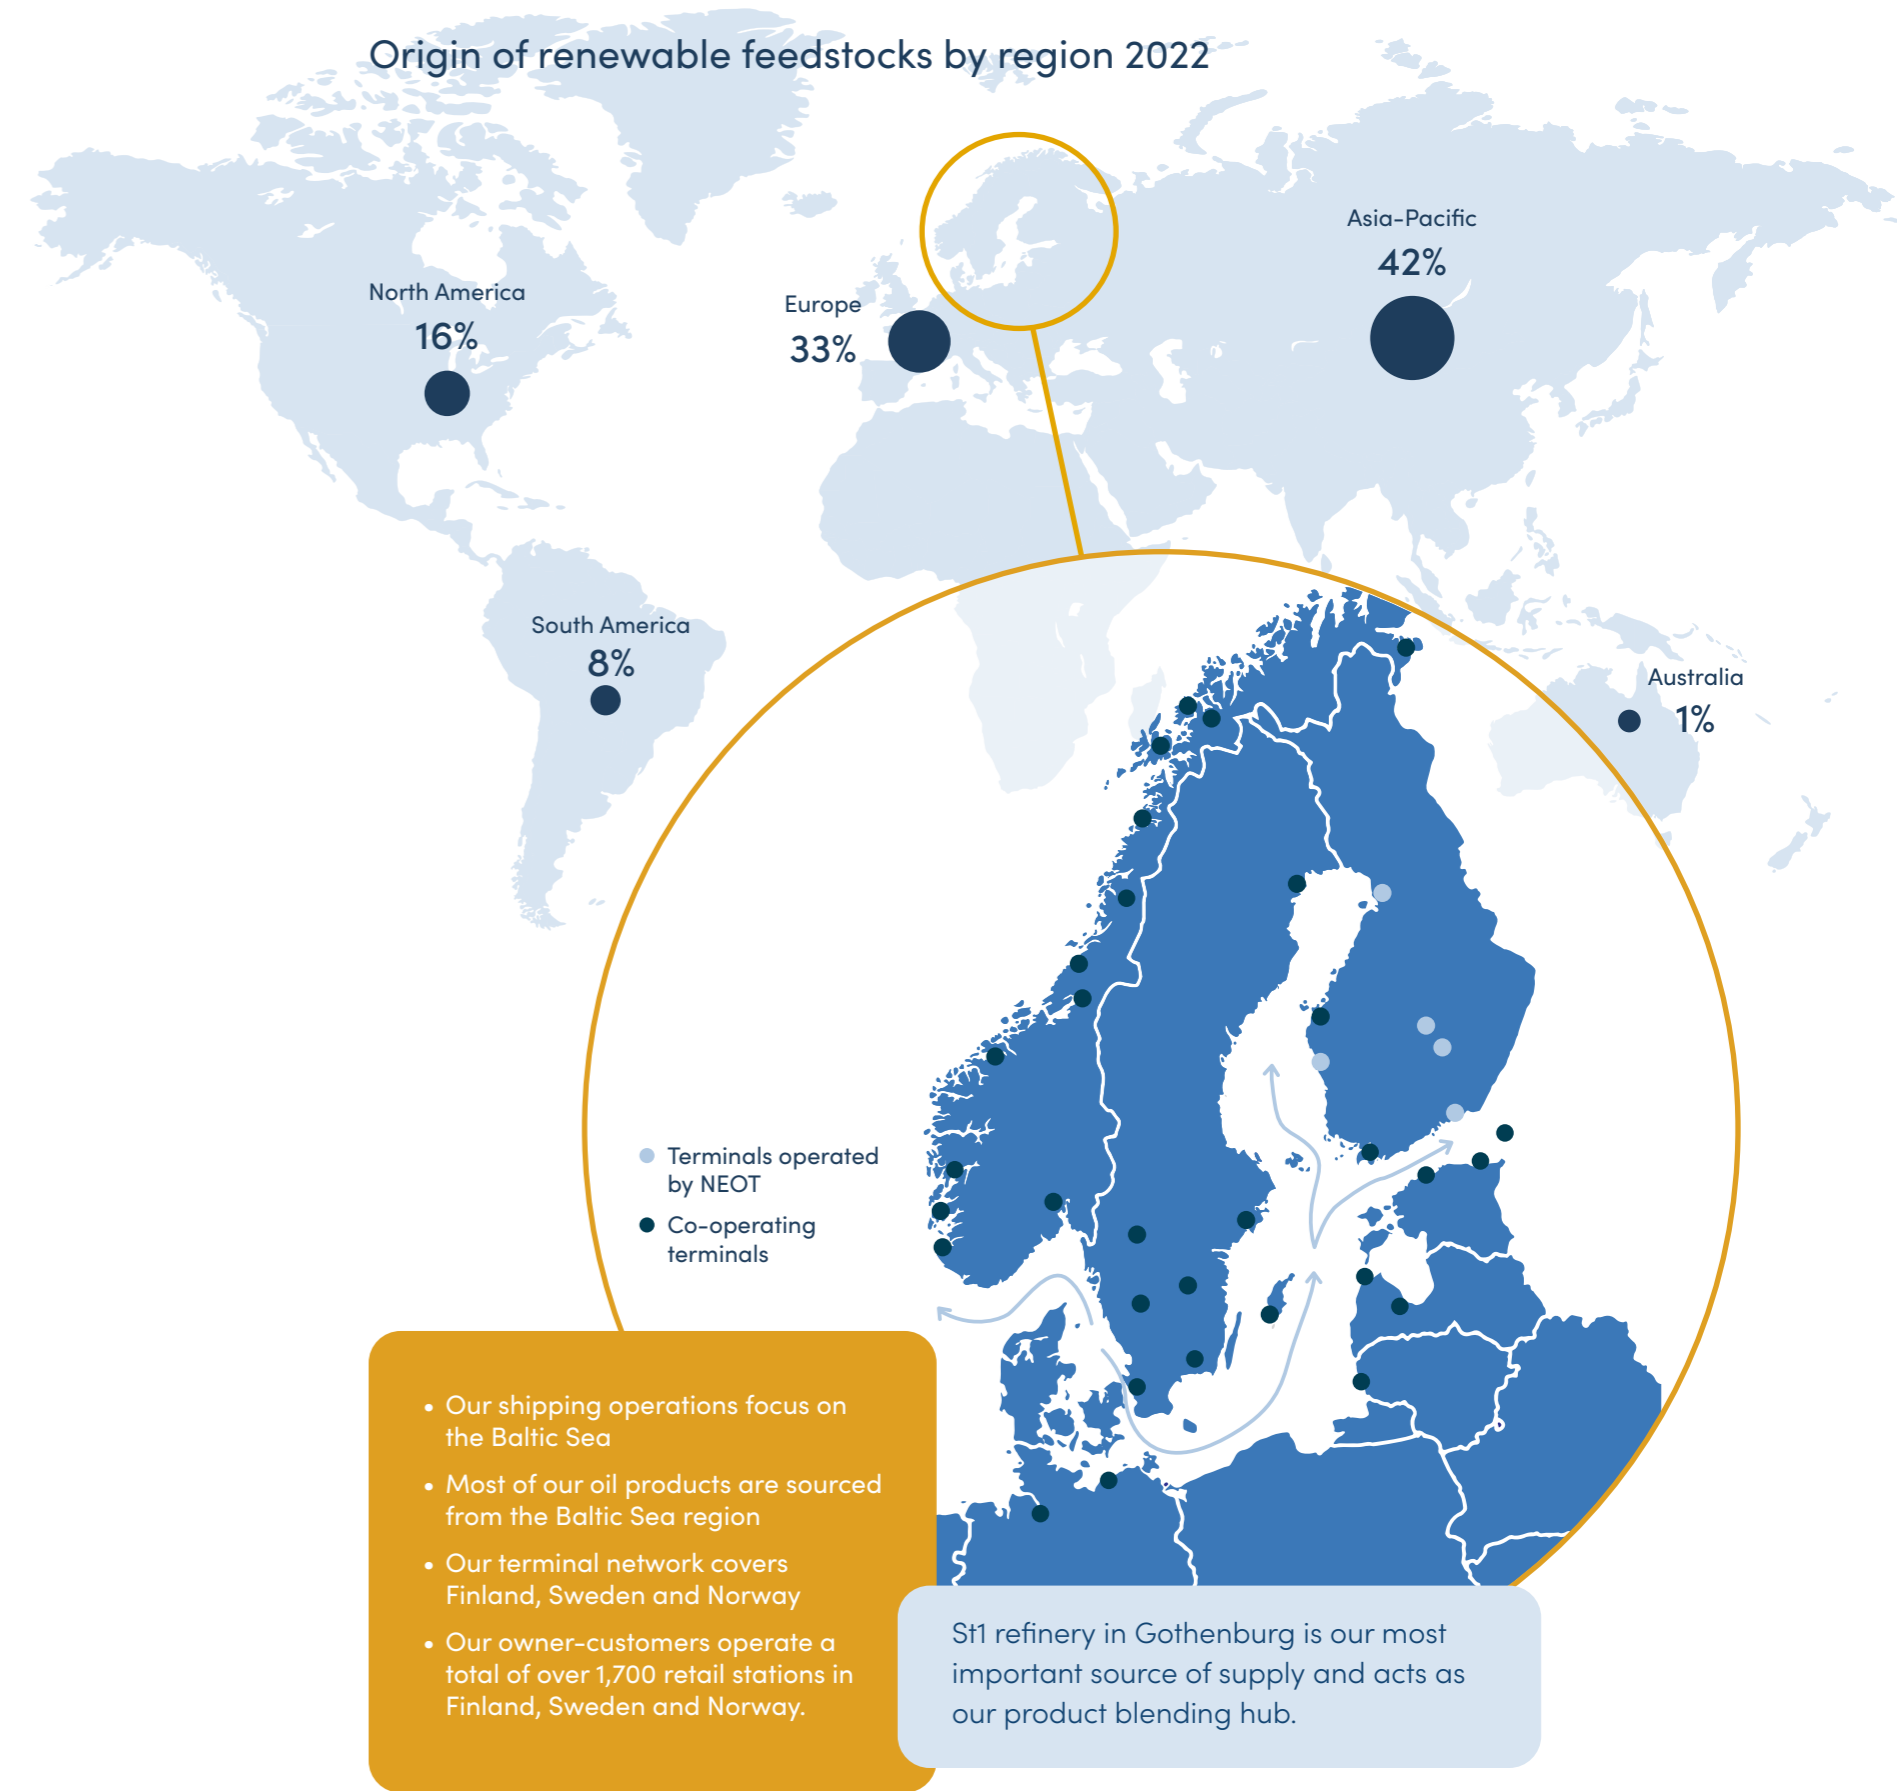 Origin of renewable feedstocks by region 2022
Asia-Pacific
42%
North America
16%
Europe
33%
South America
8%
Australia
1%
Terminals operated
by NEOT
Co-operating
terminals
• Our shipping operations focus on
the Baltic Sea
• Most of our oil products are sourced
from the Baltic Sea region
• Our terminal network covers
Finland, Sweden and Norway
• Our owner-customers operate a
total of over 1,700 retail stations in
Finland, Sweden and Norway.
St1 refinery in Gothenburg is our most
important source of supply and acts as
our product blending hub.